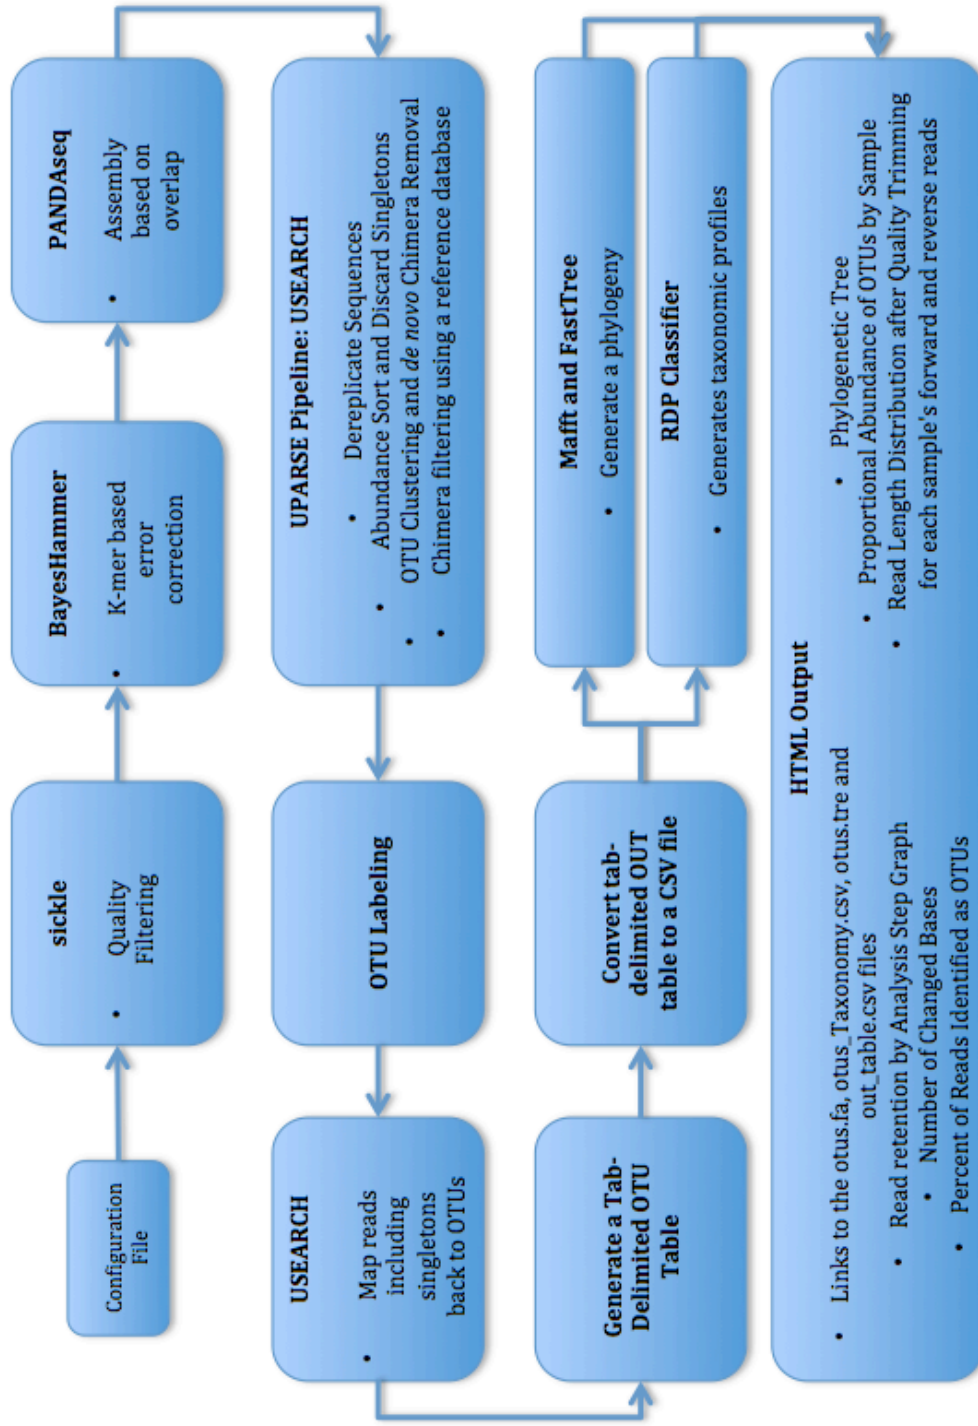 Configuration
File
sickle
• Quality
Filtering
BayesHammer
• K-mer based
error
correction
PANDAseq
• Assembly
based on
overlap
UPARSE Pipeline: USEARCH
• Dereplicate Sequences
• Abundance Sort and Discard Singletons
• OTU Clustering and de novo Chimera Removal
• Chimera filtering using a reference database
OTU Labeling
USEARCH
• Map reads
including
singletons
back to OTUs
Generate a Tab-
Delimited OTU
Table
Convert tab-
delimited OUT
table to a CSV file
Mafft and FastTree
• Generate a phylogeny
RDP Classifier
• Generates taxonomic profiles
HTML Output
• Links to the otus.fa, otus_Taxonomy.csv, otus.tre and
out_table.csv files
• Read retention by Analysis Step Graph
• Number of Changed Bases
• Percent of Reads Identified as OTUs
• Phylogenetic Tree
• Proportional Abundance of OTUs by Sample
• Read Length Distribution after Quality Trimming
for each sample's forward and reverse reads